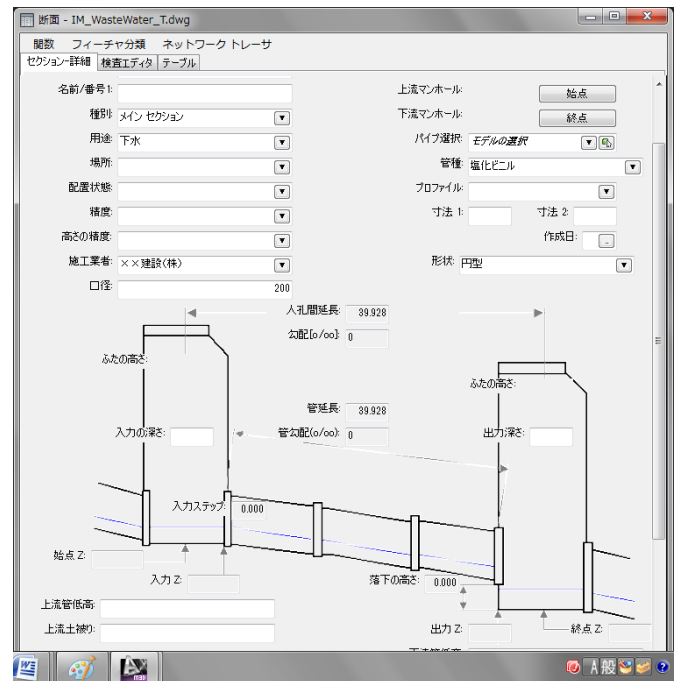 断面 - IM_WasteWater_T.dwg
関数 フィーチャ分類 ネットワーク トレーサ
セクション-詳細 検査エディタ テーブル
名前/番号1: 上流マンホール: 始点
種別: メイン セクション 下流マンホール: 終点
用途: 下水 パイプ選択: モデルの選択
場所: 管種: 塩化ビニル
配置状態: プロファイル:
精度: 寸法 1: 寸法 2:
高さの精度: 作成日:
施工業者: ××建設(株) 形状: 円型
口径: 200
人孔間延長: 39.928
勾配[o/oo]: 0
ふたの高さ:
ふたの高さ:
管延長: 39.928
入力の深さ: 管勾配(o/oo): 0 出力深さ:
入力ステップ: 0.000
始点 Z:
入力 Z: 落下の高さ: 0.000
上流管低高:
上流土被り: 出力 Z: 終点 Z:
A 般